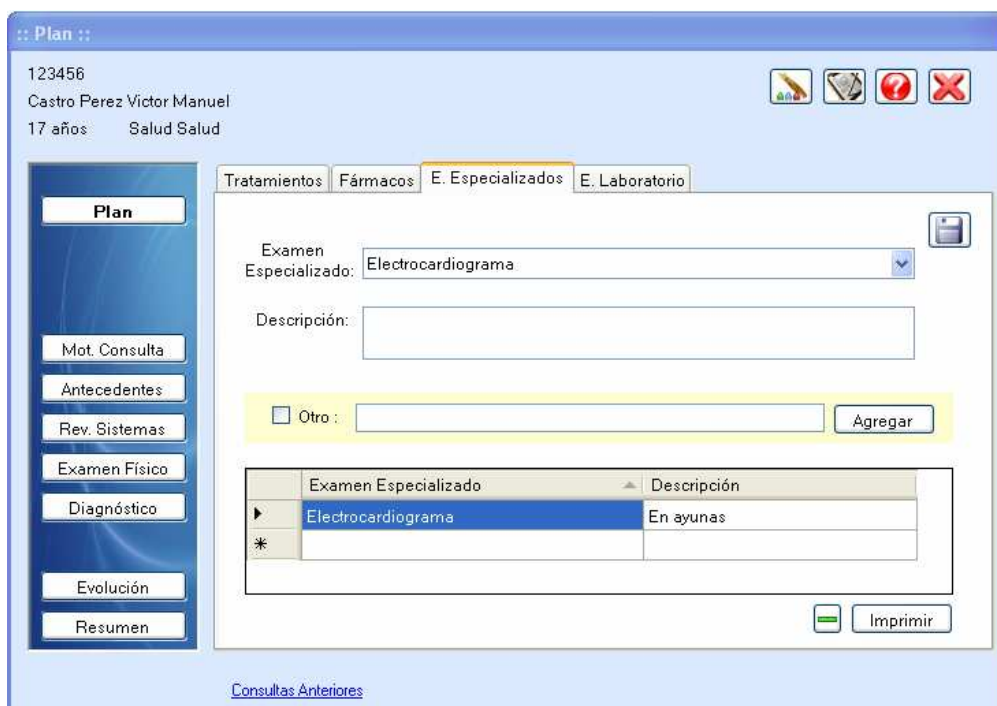 :: Plan ::
123456
Castro Perez Victor Manuel
17 años Salud Salud
Plan
Mot. Consulta
Antecedentes
Rev. Sistemas
Examen Físico
Diagnóstico
Evolución
Resumen
Tratamientos Fármacos E. Especializados E. Laboratorio
Examen
Especializado: Electrocardiograma
Descripción:
Otro : Agregar
Examen Especializado Descripción
Electrocardiograma En ayunas
Imprimir
Consultas Anteriores